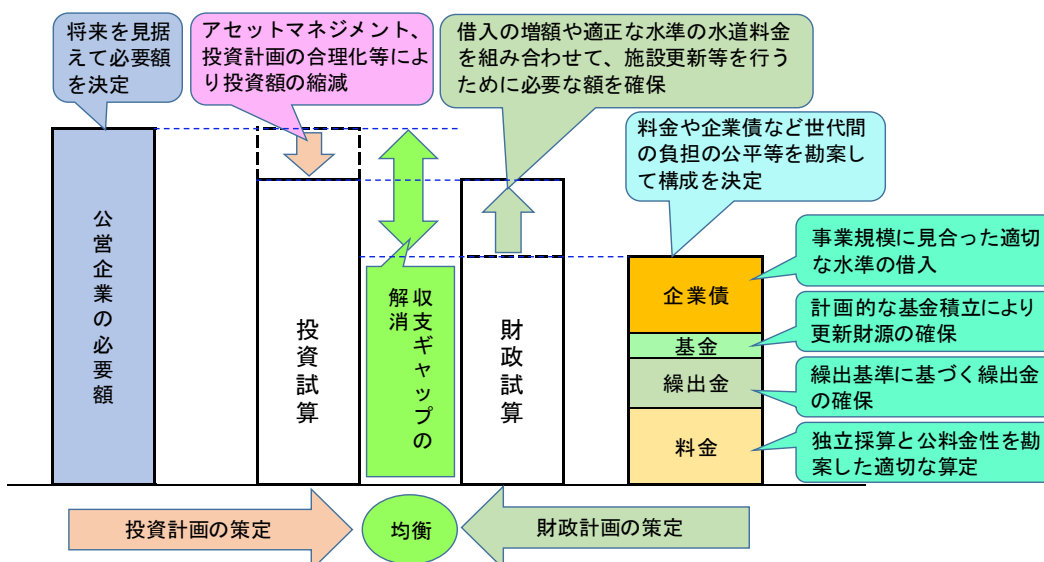 将来を見据
えて必要額
を決定
アセットマネジメント、
投資計画の合理化等によ
り投資額の縮減
借入の増額や適正な水準の水道料金
を組み合わせて、施設更新等を行う
ために必要な額を確保
料金や企業債など世代間
の負担の公平等を勘案し
て構成を決定
公営企業の必要額
投資試算
収支ギャップの
解消
財政試算
企業債
基金
繰出金
料金
事業規模に見合った適切
な水準の借入
計画的な基金積立により
更新財源の確保
繰出基準に基づく繰出金
の確保
独立採算と公料金性を勘
案した適切な算定
投資計画の策定
均衡
財政計画の策定